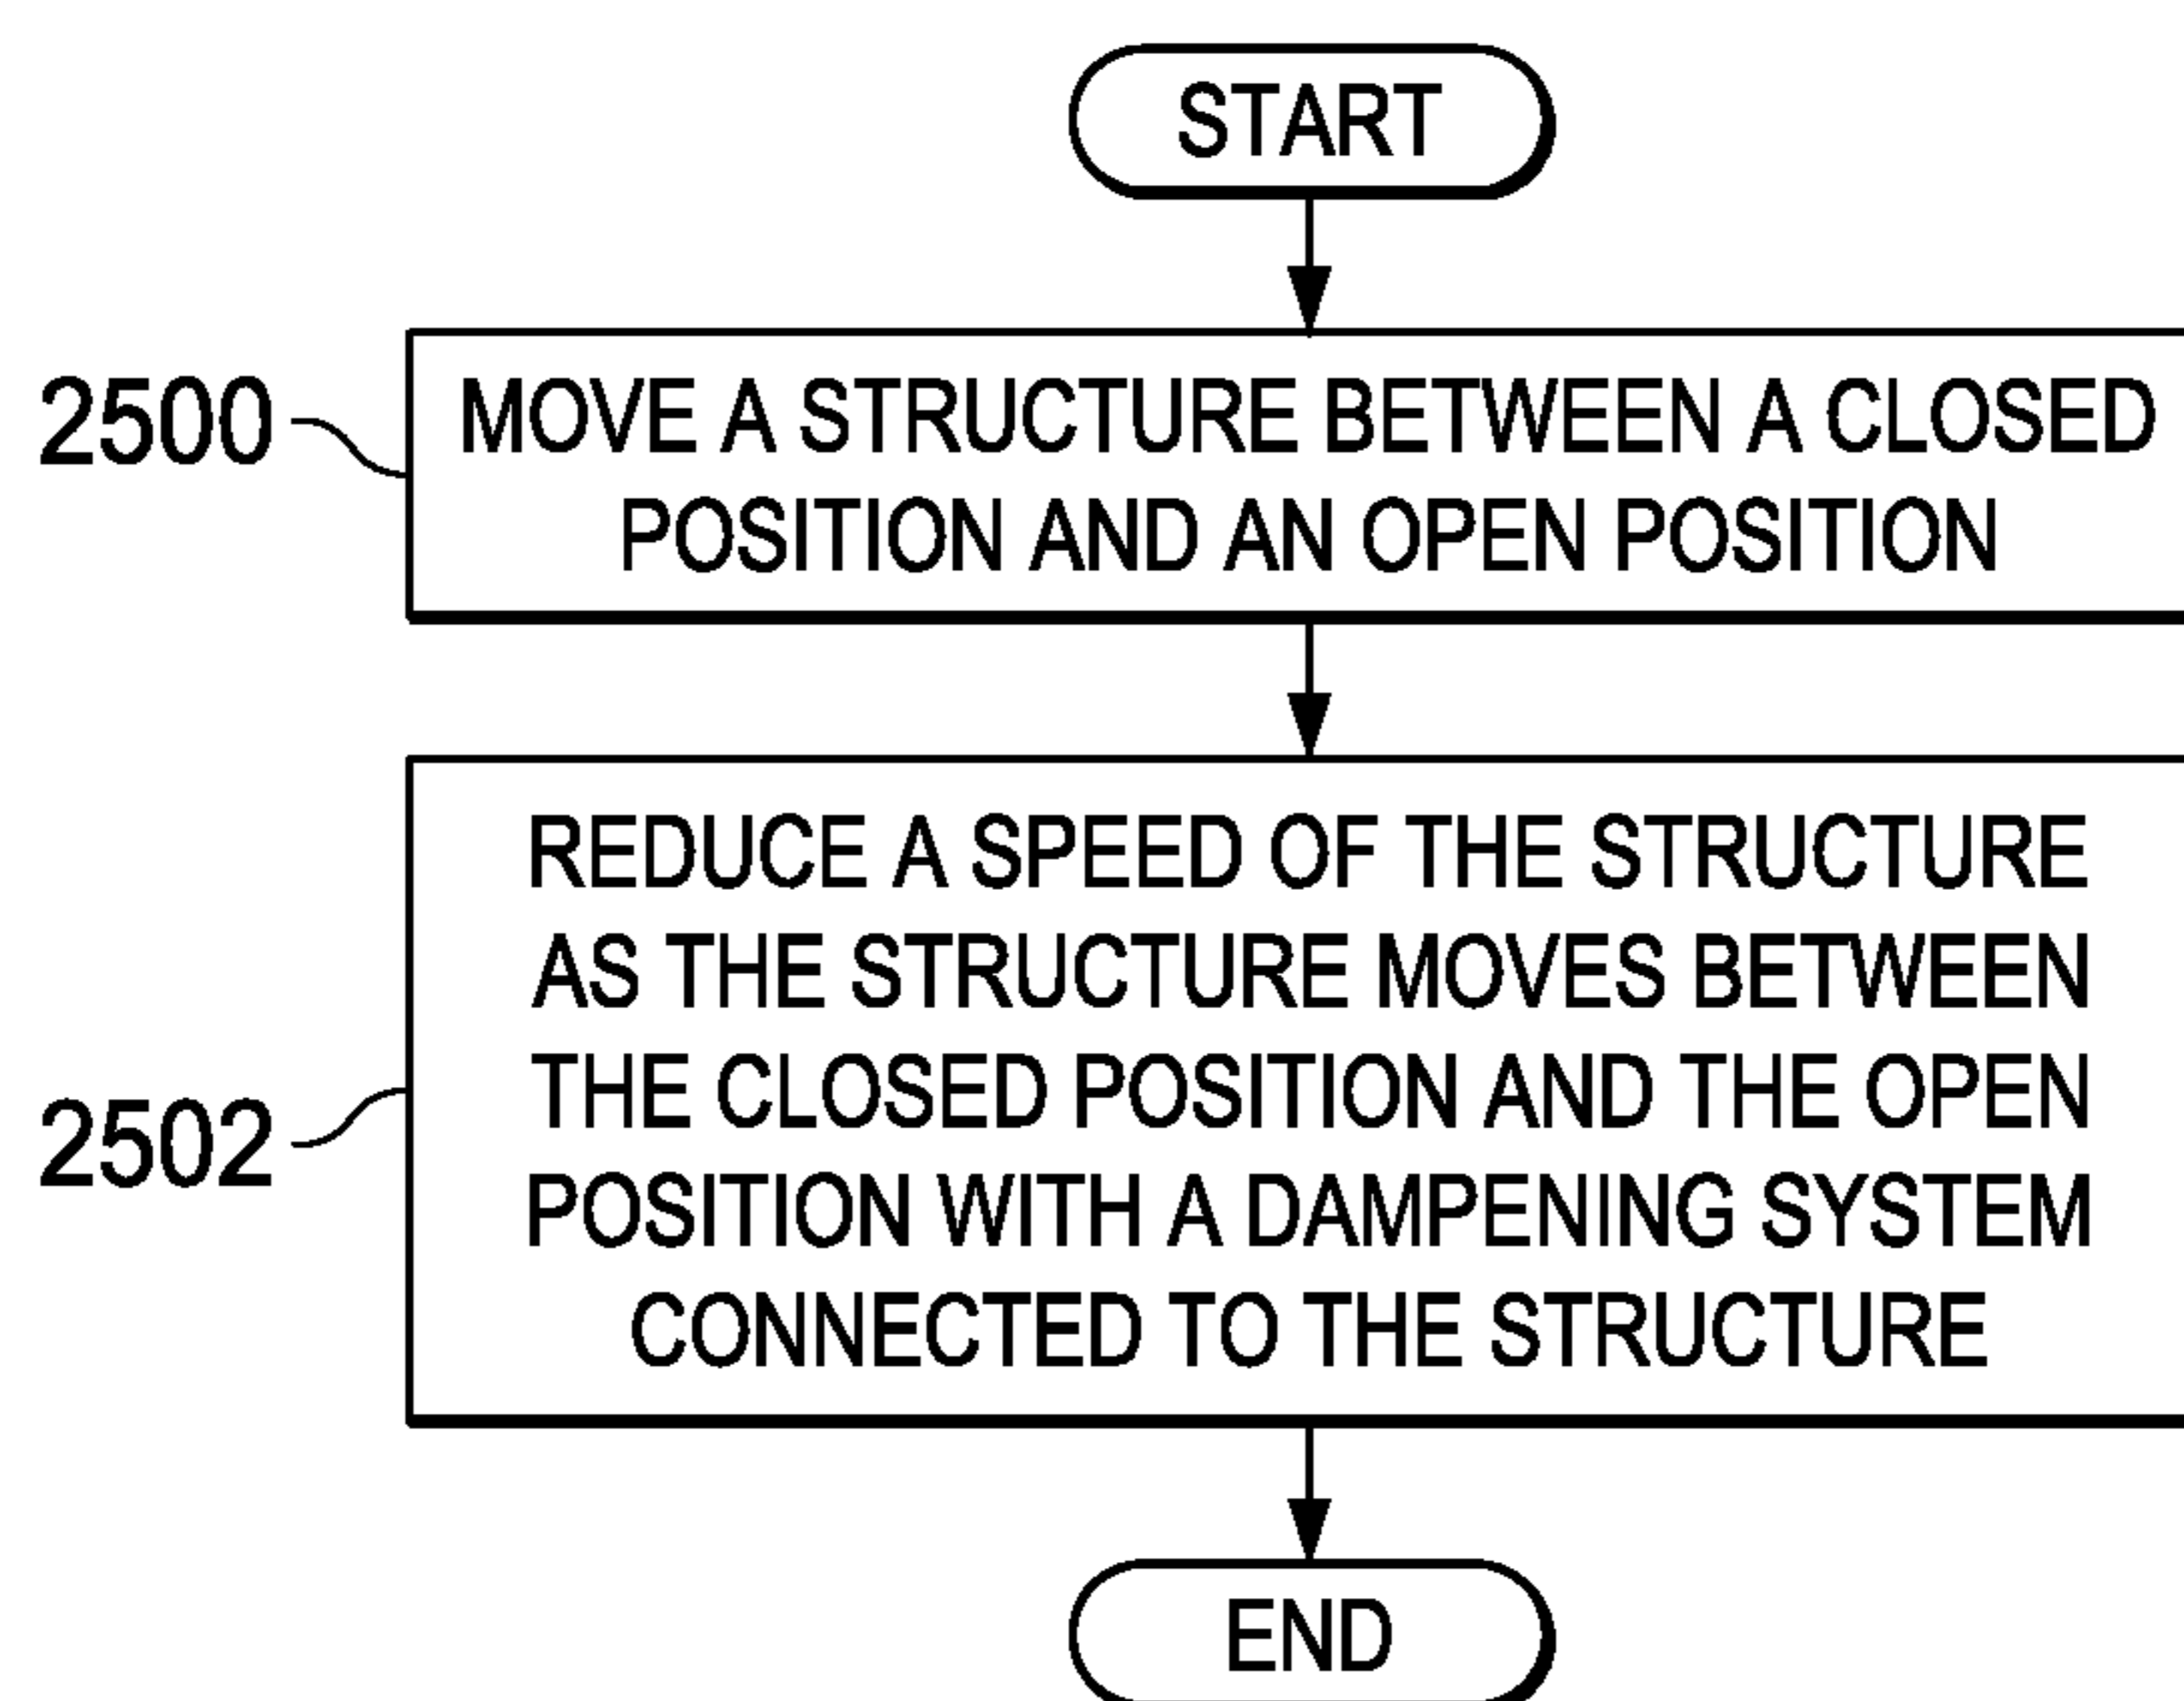 START
2500
MOVE A STRUCTURE BETWEEN A CLOSED
POSITION AND AN OPEN POSITION
REDUCE A SPEED OF THE STRUCTURE
AS THE STRUCTURE MOVES BETWEEN
THE CLOSED POSITION AND THE OPEN
2502
POSITION WITH A DAMPENING SYSTEM
CONNECTED TO THE STRUCTURE
END